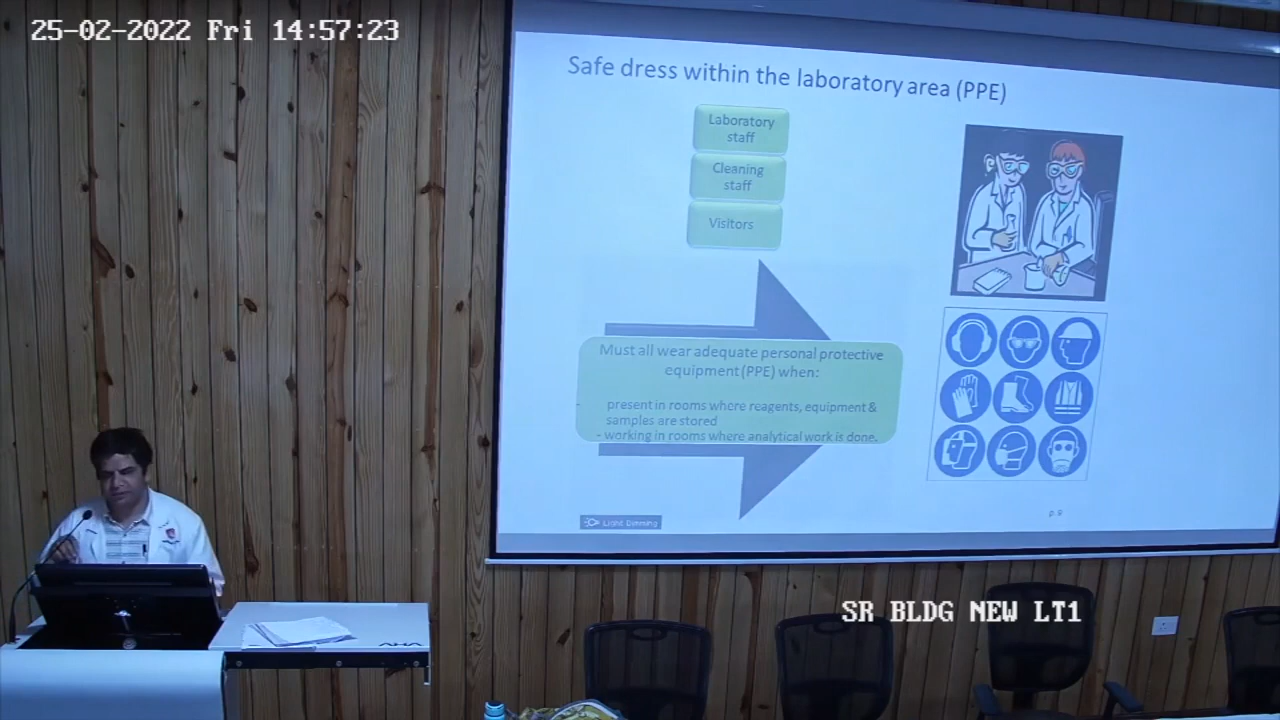 25-02-2022 Fri 14:57:23
Safe dress within the laboratory area (PPE)
Laboratory
staff
Cleaning
staff
Visitors
Must all wear adequate personal protective
equipment (PPE) when:
- present in rooms where reagents, equipment &
samples are stored
- working in rooms where analytical work is done.
Light Dimming
p 9
SR BLDG NEW LT1